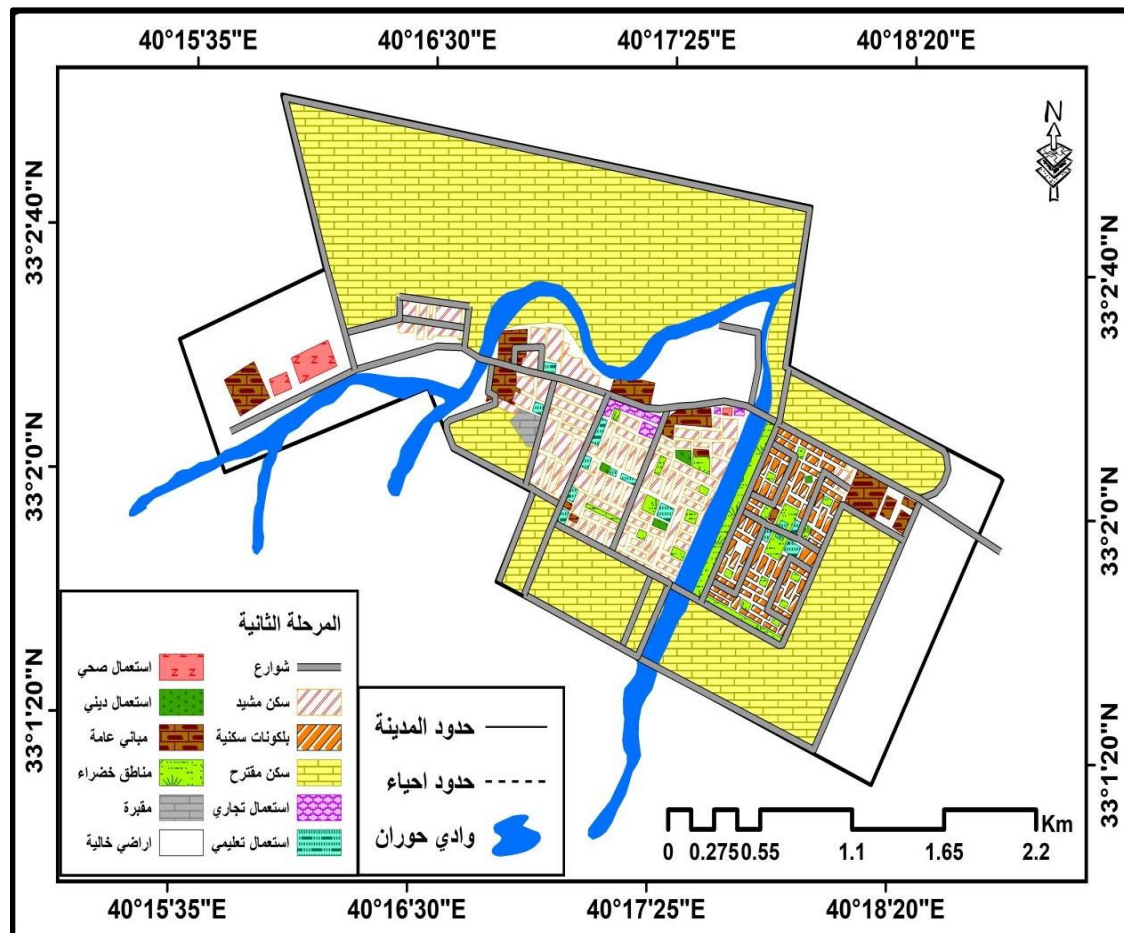 40°15'35"E 40°16'30"E 40°17'25"E 40°18'20"E
N
33°2'40"N
33°2'40"N
33°2'0"N
33°2'0"N
33°1'20"N
33°1'20"N
المرحلة الثانية
شوارع
سكن مشيد
بلكونات سكنية
سكن مقترح
استعمال تجاري
استعمال تعليمي
استعمال صحي
استعمال ديني
مباني عامة
مناطق خضراء
مقبرة
اراضي خالية
حدود المدينة
حدود احياء
وادي حوران
Km
0 0.275 0.55 1.1 1.65 2.2
40°15'35"E 40°16'30"E 40°17'25"E 40°18'20"E